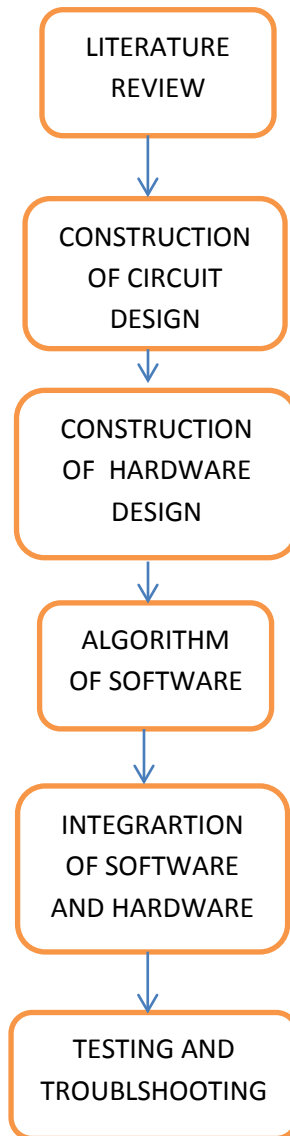 LITERATURE
REVIEW
CONSTRUCTION
OF CIRCUIT
DESIGN
CONSTRUCTION
OF HARDWARE
DESIGN
ALGORITHM
OF SOFTWARE
INTEGRARTION
OF SOFTWARE
AND HARDWARE
TESTING AND
TROUBLSHOOTING